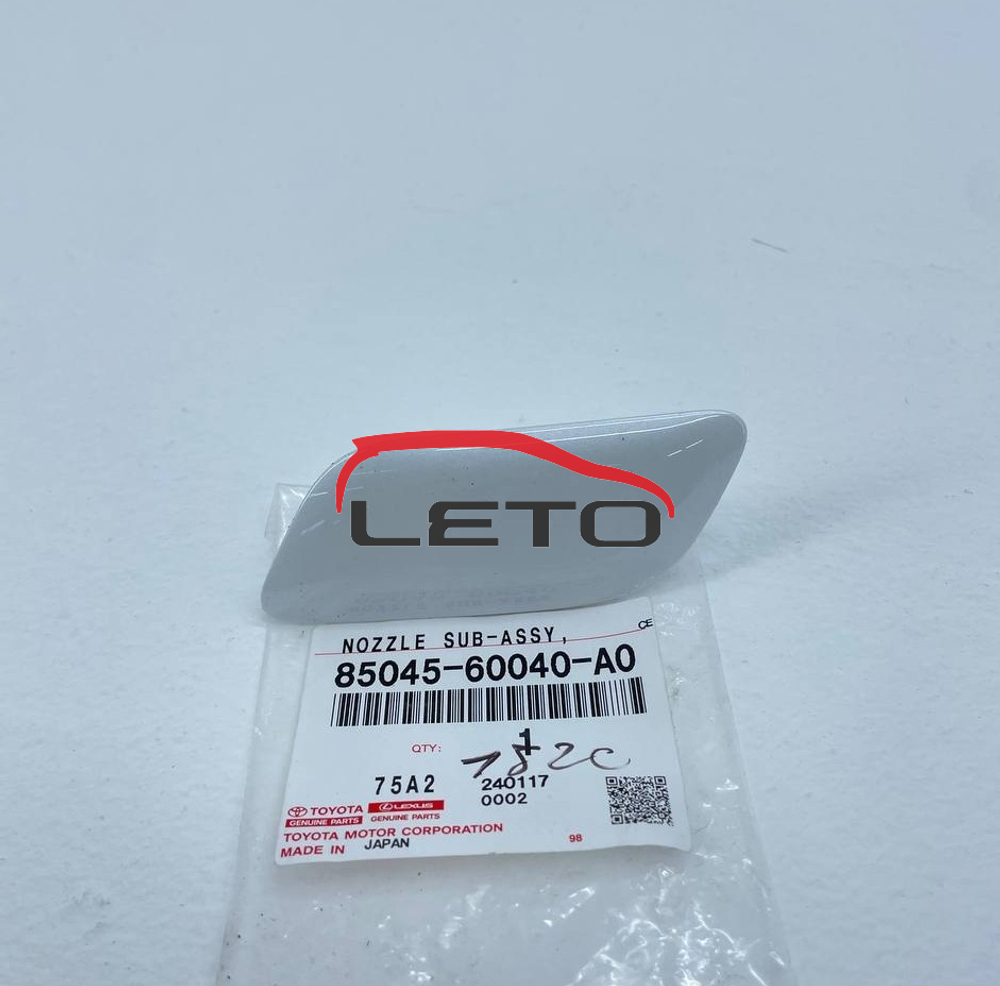 LETO
NOZZLE SUB-ASSY,
CE
85045-60040-A0
QTY: 1
75A2
240117
0002
TOYOTA
GENUINE PARTS
LEXUS
GENUINE PARTS
TOYOTA MOTOR CORPORATION
MADE IN JAPAN
98